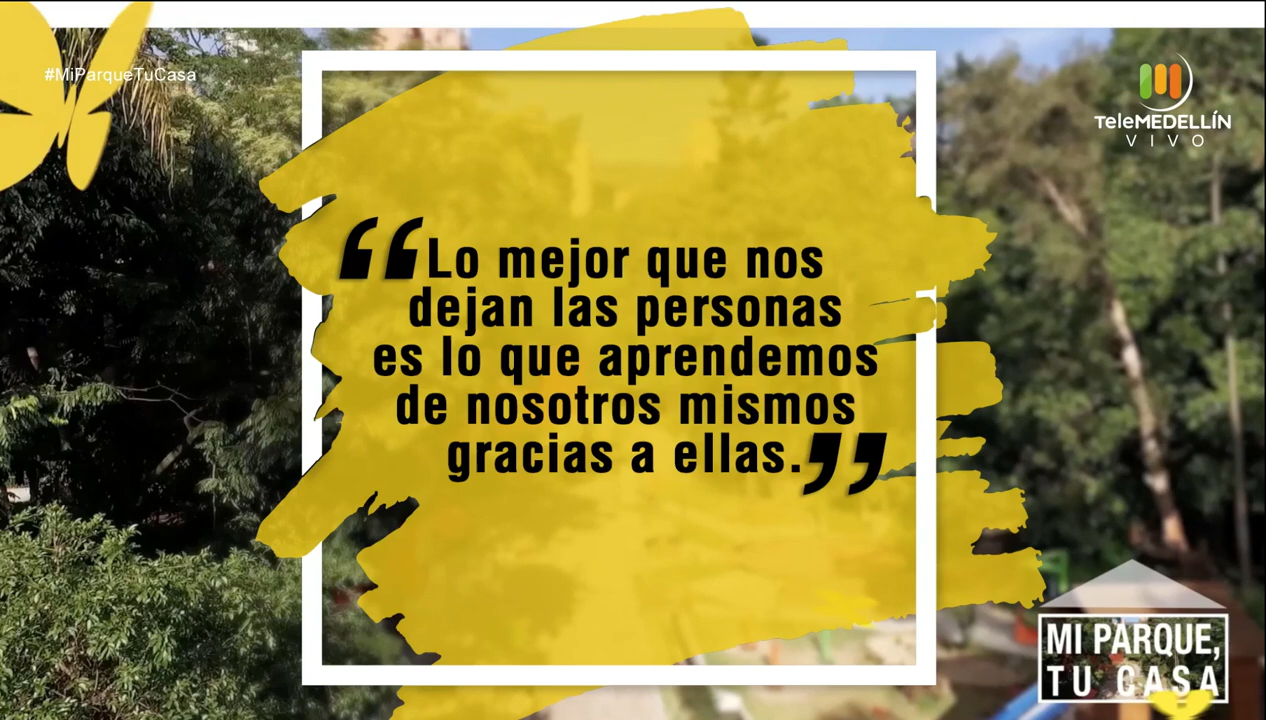 #MiParqueTuCasa
TeleMEDELLÍN
VIVO
“Lo mejor que nos
dejan las personas
es lo que aprendemos
de nosotros mismos
gracias a ellas.”
MI PARQUE,
TU CASA